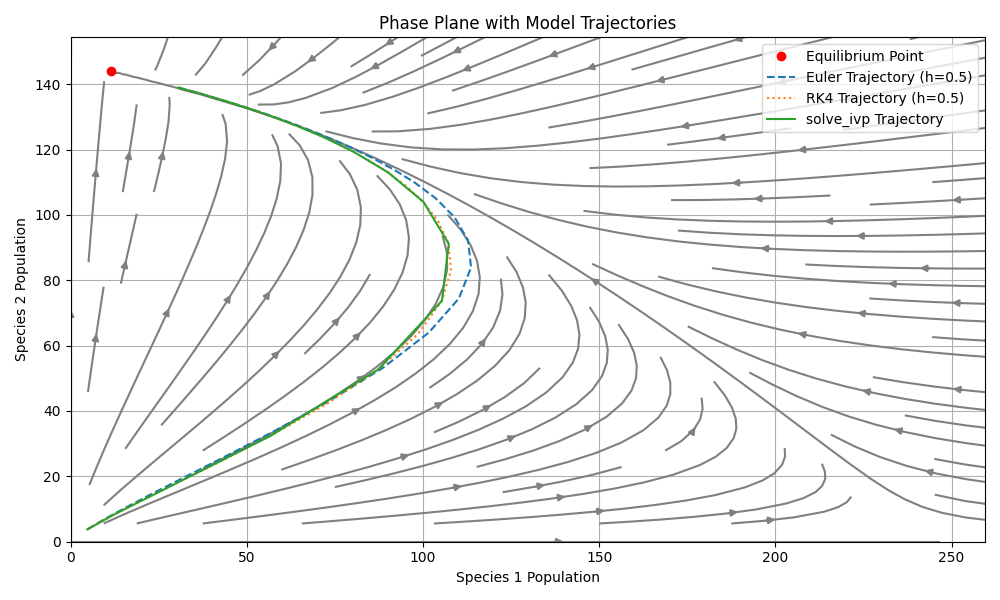 Phase Plane with Model Trajectories
Equilibrium Point
Euler Trajectory (h=0.5)
RK4 Trajectory (h=0.5)
solve_ivp Trajectory
Species 2 Population
140
120
100
80
60
40
20
0
0 50 100 150 200 250
Species 1 Population